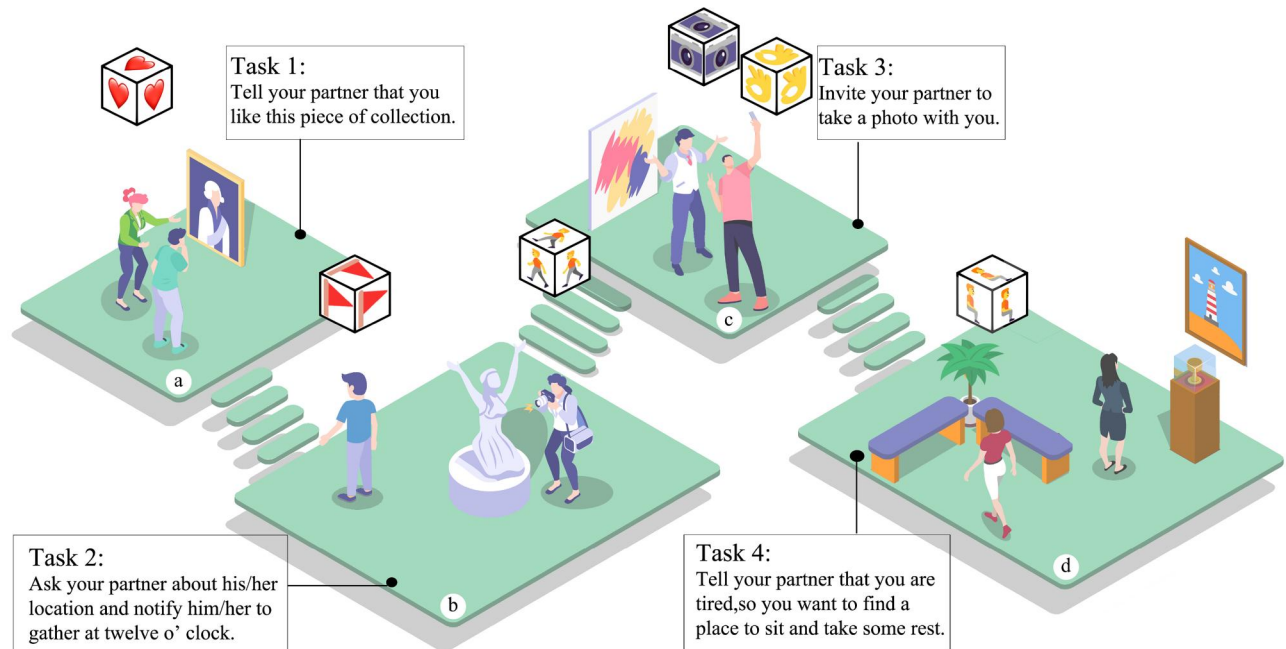 Task 1:
Tell your partner that you
like this piece of collection.
Task 3:
Invite your partner to
take a photo with you.
a
c
Task 2:
Ask your partner about his/her
location and notify him/her to
gather at twelve o’ clock.
b
Task 4:
Tell your partner that you are
tired,so you want to find a
place to sit and take some rest.
d